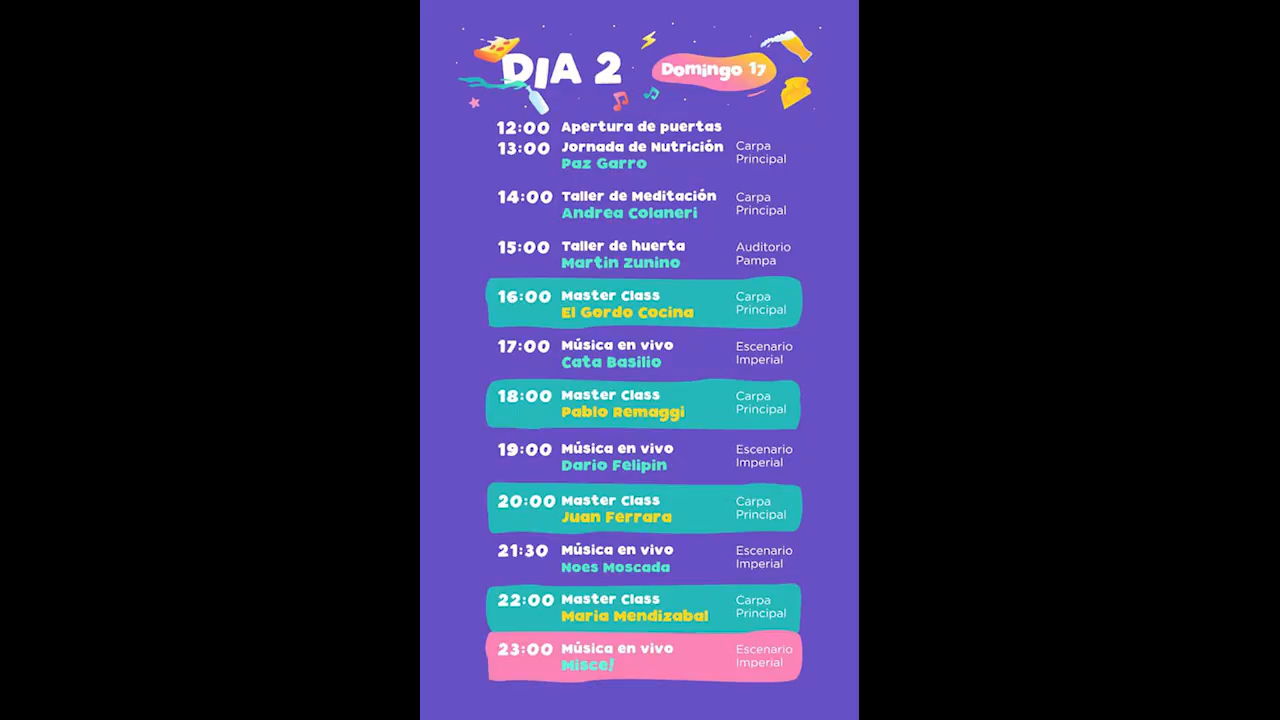 DIA 2
Domingo 17
12:00 Apertura de puertas
13:00 Jornada de Nutrición Carpa
Paz Garro Principal
14:00 Taller de Meditación Carpa
Andrea Colaneri Principal
15:00 Taller de huerta Auditorio
Martin Zunino Pampa
16:00 Master Class Carpa
El Gordo Cocina Principal
17:00 Música en vivo Escenario
Cata Basilio Imperial
18:00 Master Class Carpa
Pablo Remaggi Principal
19:00 Música en vivo Escenario
Dario Felipin Imperial
20:00 Master Class Carpa
Juan Ferrara Principal
21:30 Música en vivo Escenario
Noes Moscada Imperial
22:00 Master Class Carpa
Maria Mendizabal Principal
23:00 Música en vivo Escenario
Misce! Imperial